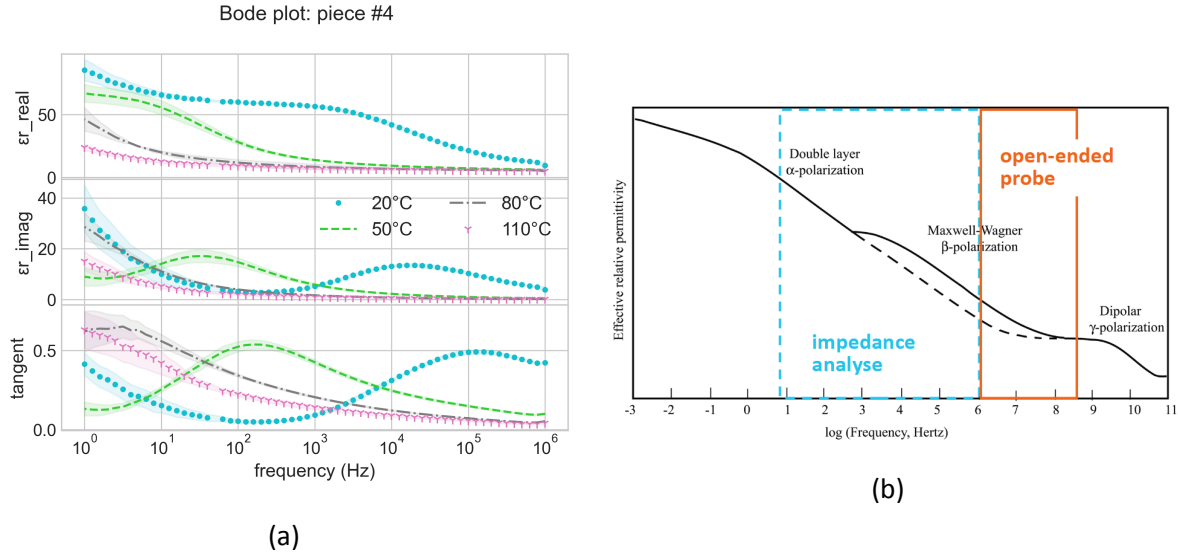 Bode plot: piece #4
εr_real
50
0
εr_imag
40
20
0
20°C
50°C
80°C
110°C
tangent
0.5
0.0
10⁰ 10¹ 10² 10³ 10⁴ 10⁵ 10⁶
frequency (Hz)
(a)
Effective relative permittivity
Double layer
α-polarization
Maxwell-Wagner
β-polarization
Dipolar
γ-polarization
impedance
analyse
open-ended
probe
-3 -2 -1 0 1 2 3 4 5 6 7 8 9 10 11
log (Frequency, Hertz)
(b)